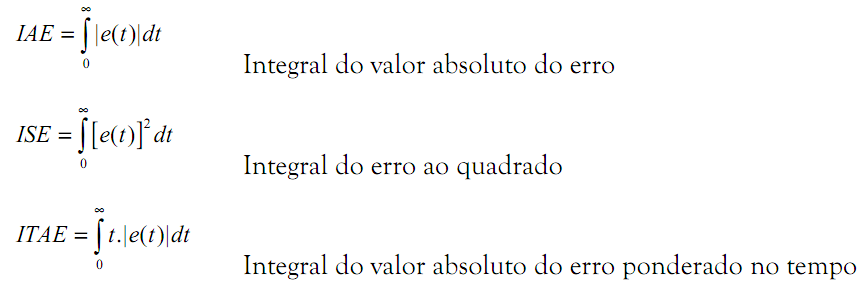 IAE = ∫₀^∞ |e(t)|dt
Integral do valor absoluto do erro
ISE = ∫₀^∞ [e(t)]² dt
Integral do erro ao quadrado
ITAE = ∫₀^∞ t.|e(t)|dt
Integral do valor absoluto do erro ponderado no tempo